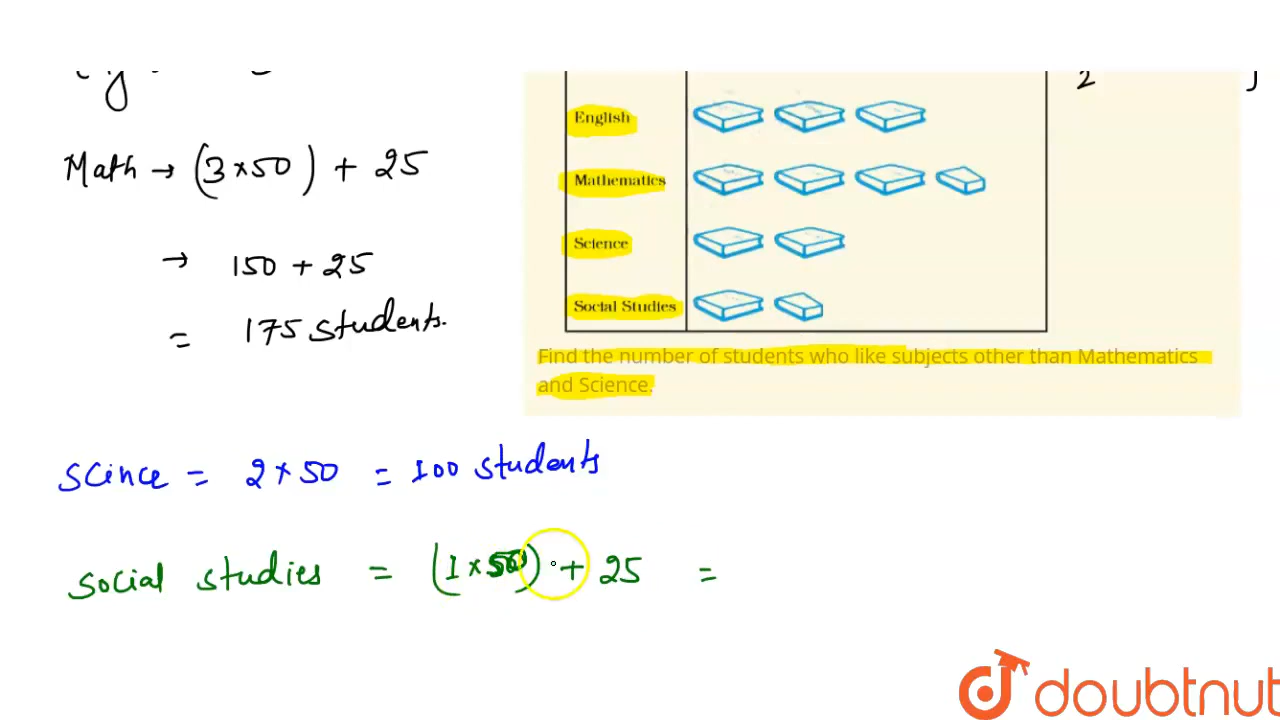 Math → (3×50) + 25
→ 150 + 25
= 175 students.
2
English
Mathematics
Science
Social Studies
Find the number of students who like subjects other than Mathematics
and Science.
Scince = 2×50 = 100 students
Social studies = (1×50) + 25 =
doubtnut